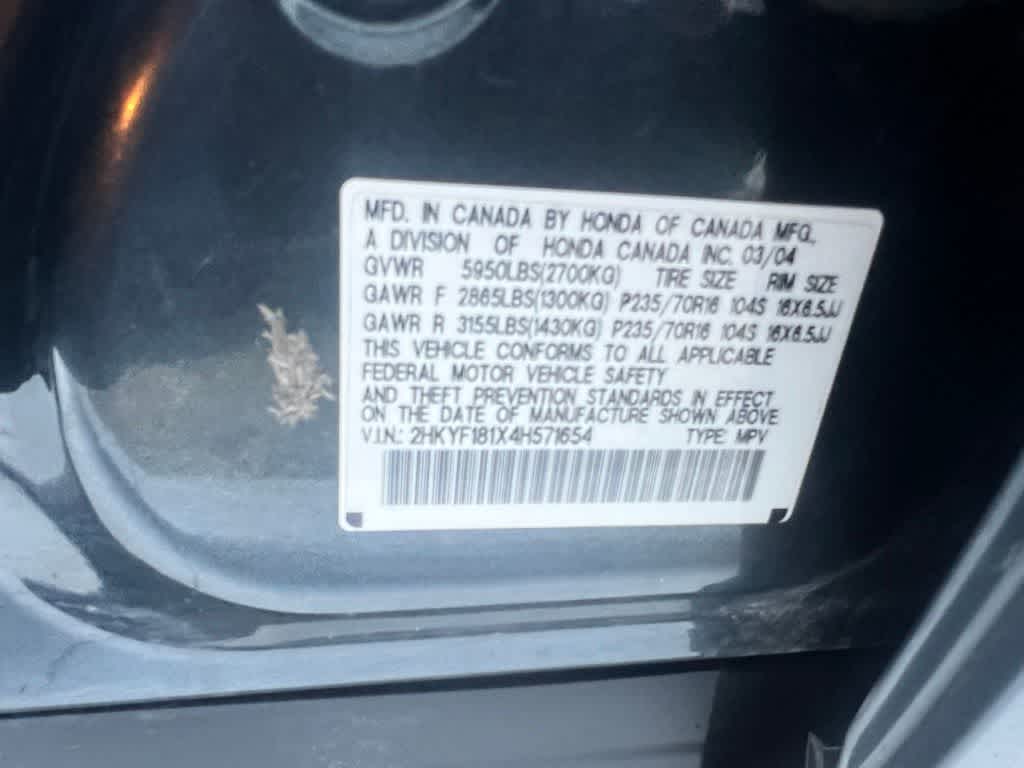 MFD. IN CANADA BY HONDA OF CANADA MFG.,
A DIVISION OF HONDA CANADA INC. 03/04
GVWR 5950LBS(2700KG) TIRE SIZE RIM SIZE
GAWR F 2865LBS(1300KG) P235/70R16 104S 16X6.5JJ
GAWR R 3155LBS(1430KG) P235/70R16 104S 16X6.5JJ
THIS VEHICLE CONFORMS TO ALL APPLICABLE
FEDERAL MOTOR VEHICLE SAFETY
AND THEFT PREVENTION STANDARDS IN EFFECT
ON THE DATE OF MANUFACTURE SHOWN ABOVE
V.I.N.: 2HKYF181X4H571654 TYPE: MPV